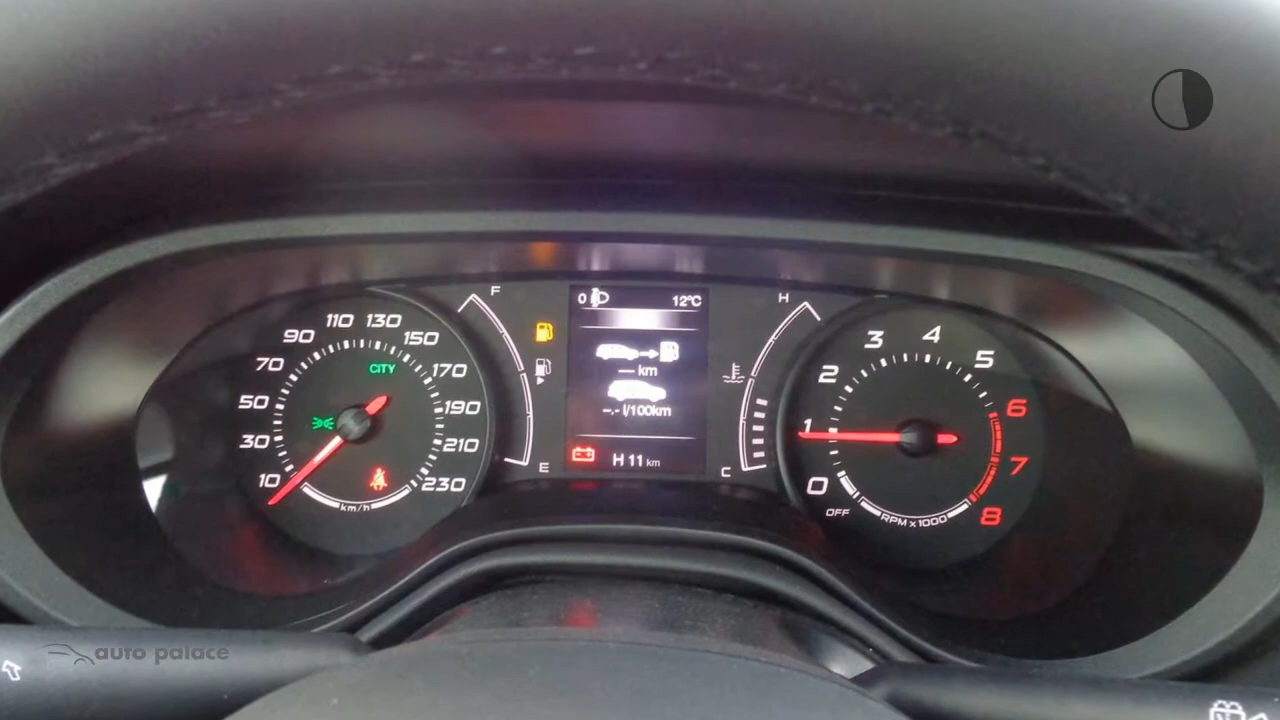 F
0
12°C
H
— km
-.- l/100km
H 11 km
E
C
CITY
10
30
50
70
90
110
130
150
170
190
210
230
km/h
OFF
0
1
2
3
4
5
6
7
8
RPM x 1000
auto palace